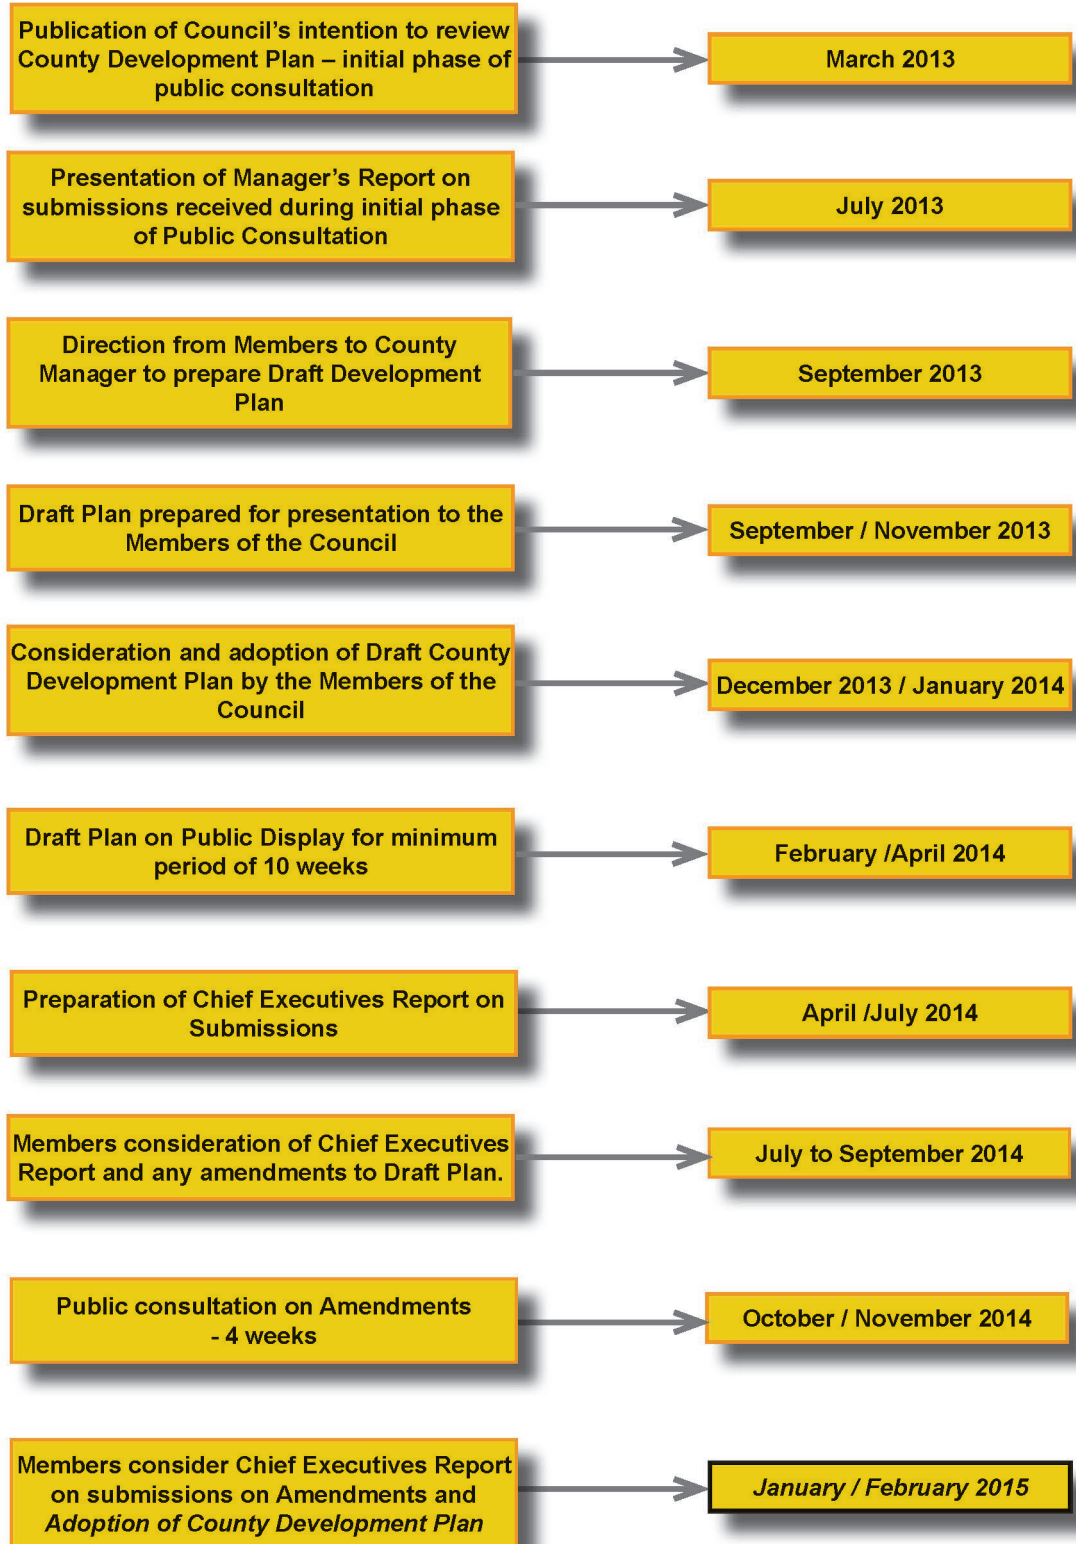 Publication of Council's intention to review
County Development Plan – initial phase of
public consultation
March 2013
Presentation of Manager's Report on
submissions received during initial phase
of Public Consultation
July 2013
Direction from Members to County
Manager to prepare Draft Development
Plan
September 2013
Draft Plan prepared for presentation to the
Members of the Council
September / November 2013
Consideration and adoption of Draft County
Development Plan by the Members of the
Council
December 2013 / January 2014
Draft Plan on Public Display for minimum
period of 10 weeks
February /April 2014
Preparation of Chief Executives Report on
Submissions
April /July 2014
Members consideration of Chief Executives
Report and any amendments to Draft Plan.
July to September 2014
Public consultation on Amendments
- 4 weeks
October / November 2014
Members consider Chief Executives Report
on submissions on Amendments and
Adoption of County Development Plan
January / February 2015